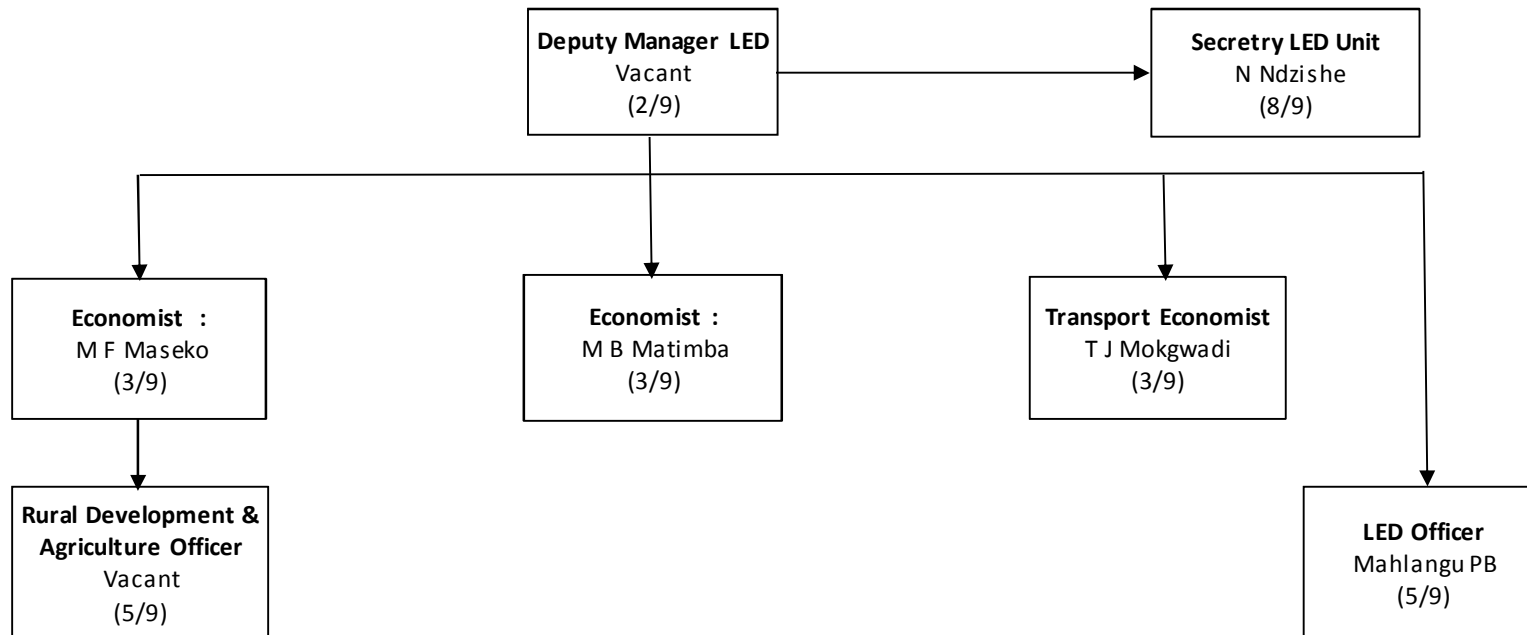 Deputy Manager LED
Vacant
(2/9)
Secretry LED Unit
N Ndzishe
(8/9)
Economist :
M F Maseko
(3/9)
Economist :
M B Matimba
(3/9)
Transport Economist
T J Mokgwadi
(3/9)
Rural Development &
Agriculture Officer
Vacant
(5/9)
LED Officer
Mahlangu PB
(5/9)